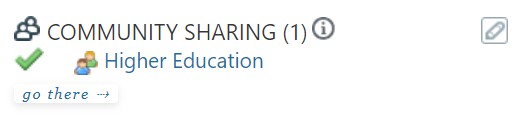 COMMUNITY SHARING (1)
Higher Education
go there ⇢